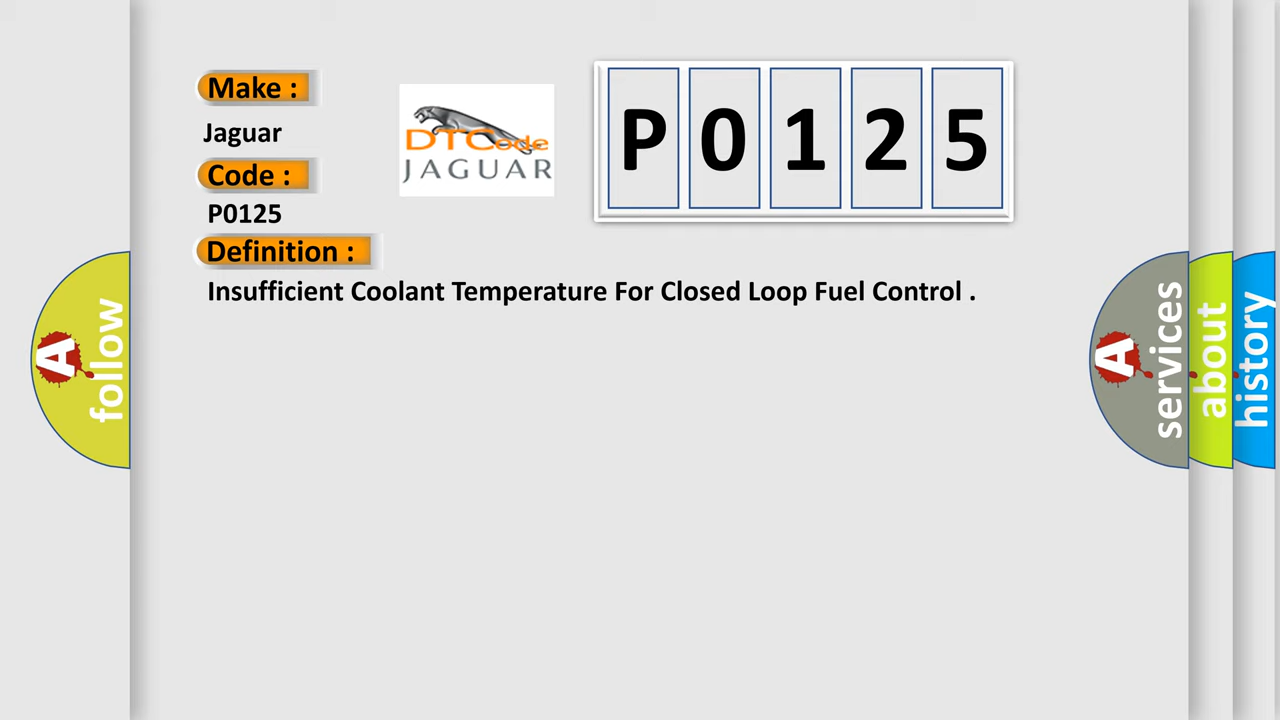 Make :
Jaguar
Code :
P0125
Definition :
Insufficient Coolant Temperature For Closed Loop Fuel Control .
DTCode
JAGUAR
P 0 1 2 5
A follow
A services
about
history